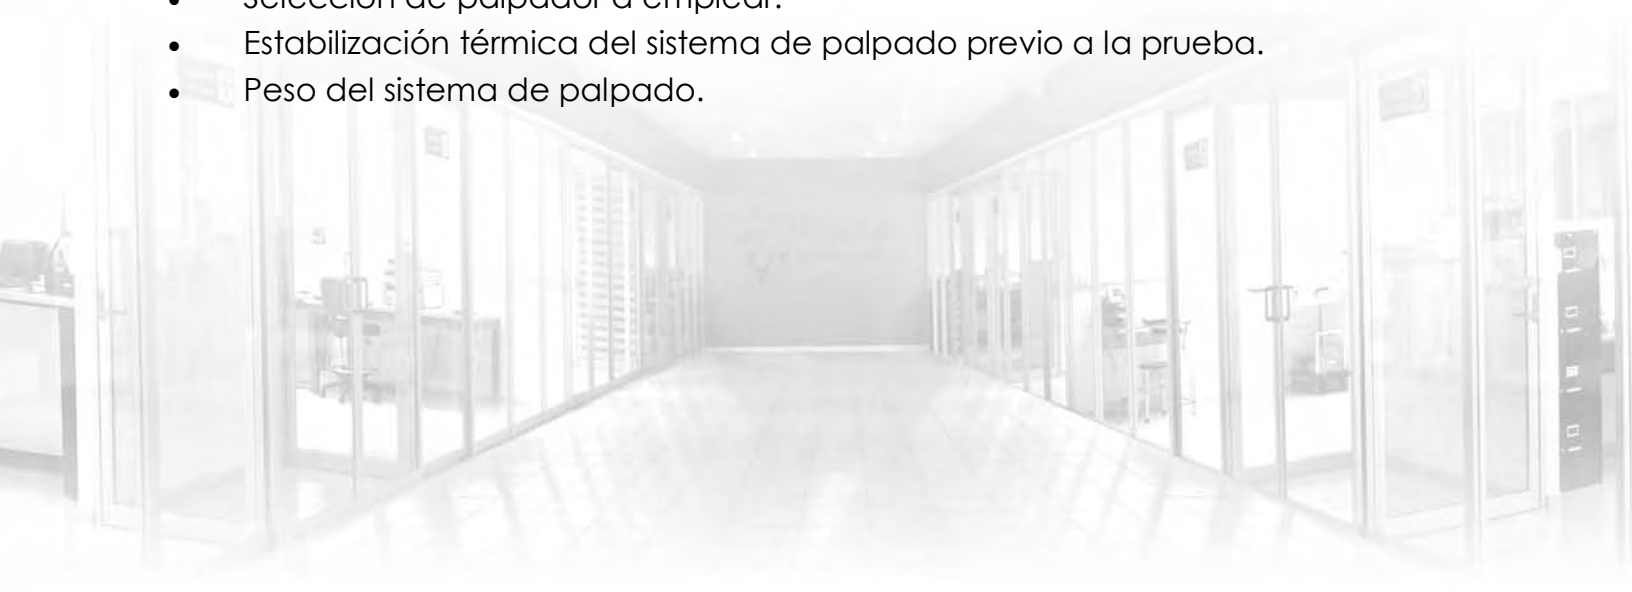 • Selección de palpador a emplear.
• Estabilización térmica del sistema de palpado previo a la prueba.
• Peso del sistema de palpado.